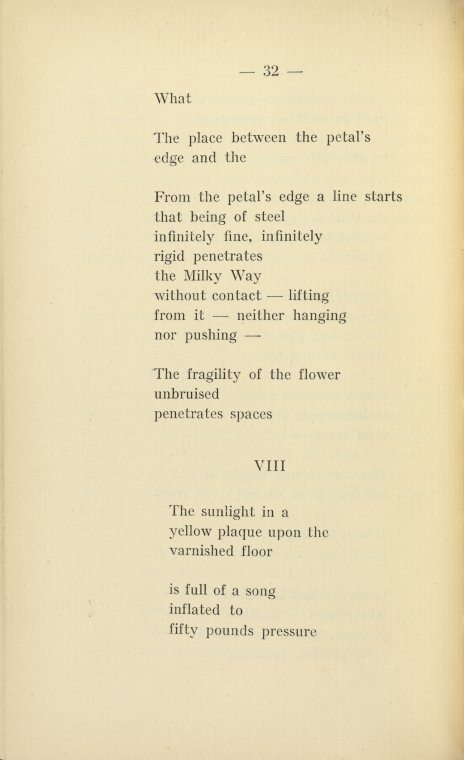 — 32 —
What
The place between the petal's
edge and the
From the petal's edge a line starts
that being of steel
infinitely fine, infinitely
rigid penetrates
the Milky Way
without contact — lifting
from it — neither hanging
nor pushing —
The fragility of the flower
unbruised
penetrates spaces
VIII
The sunlight in a
yellow plaque upon the
varnished floor
is full of a song
inflated to
fifty pounds pressure